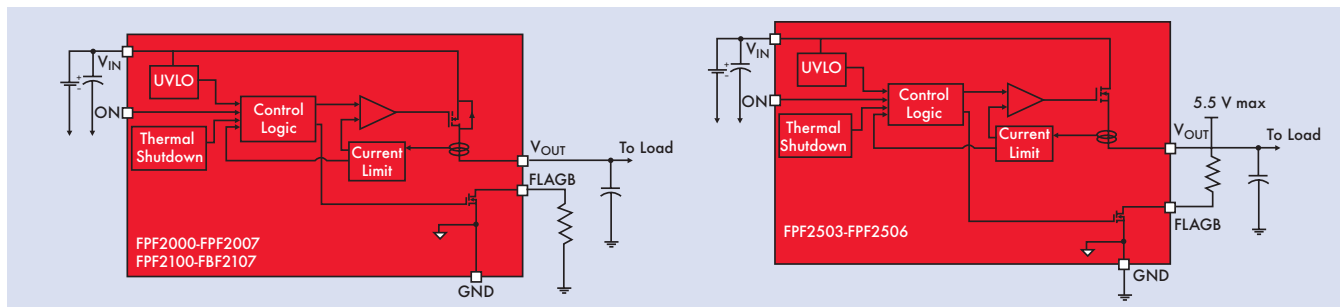 VIN
UVLO
ON
Control
Logic
Thermal
Shutdown
Current
Limit
VOUT
To Load
FLAGB
FPF2000-FPF2007
FPF2100-FBF2107
GND
+
−
VIN
UVLO
ON
Control
Logic
Thermal
Shutdown
Current
Limit
5.5 V max
VOUT
To Load
FLAGB
FPF2503-FPF2506
GND
+
−